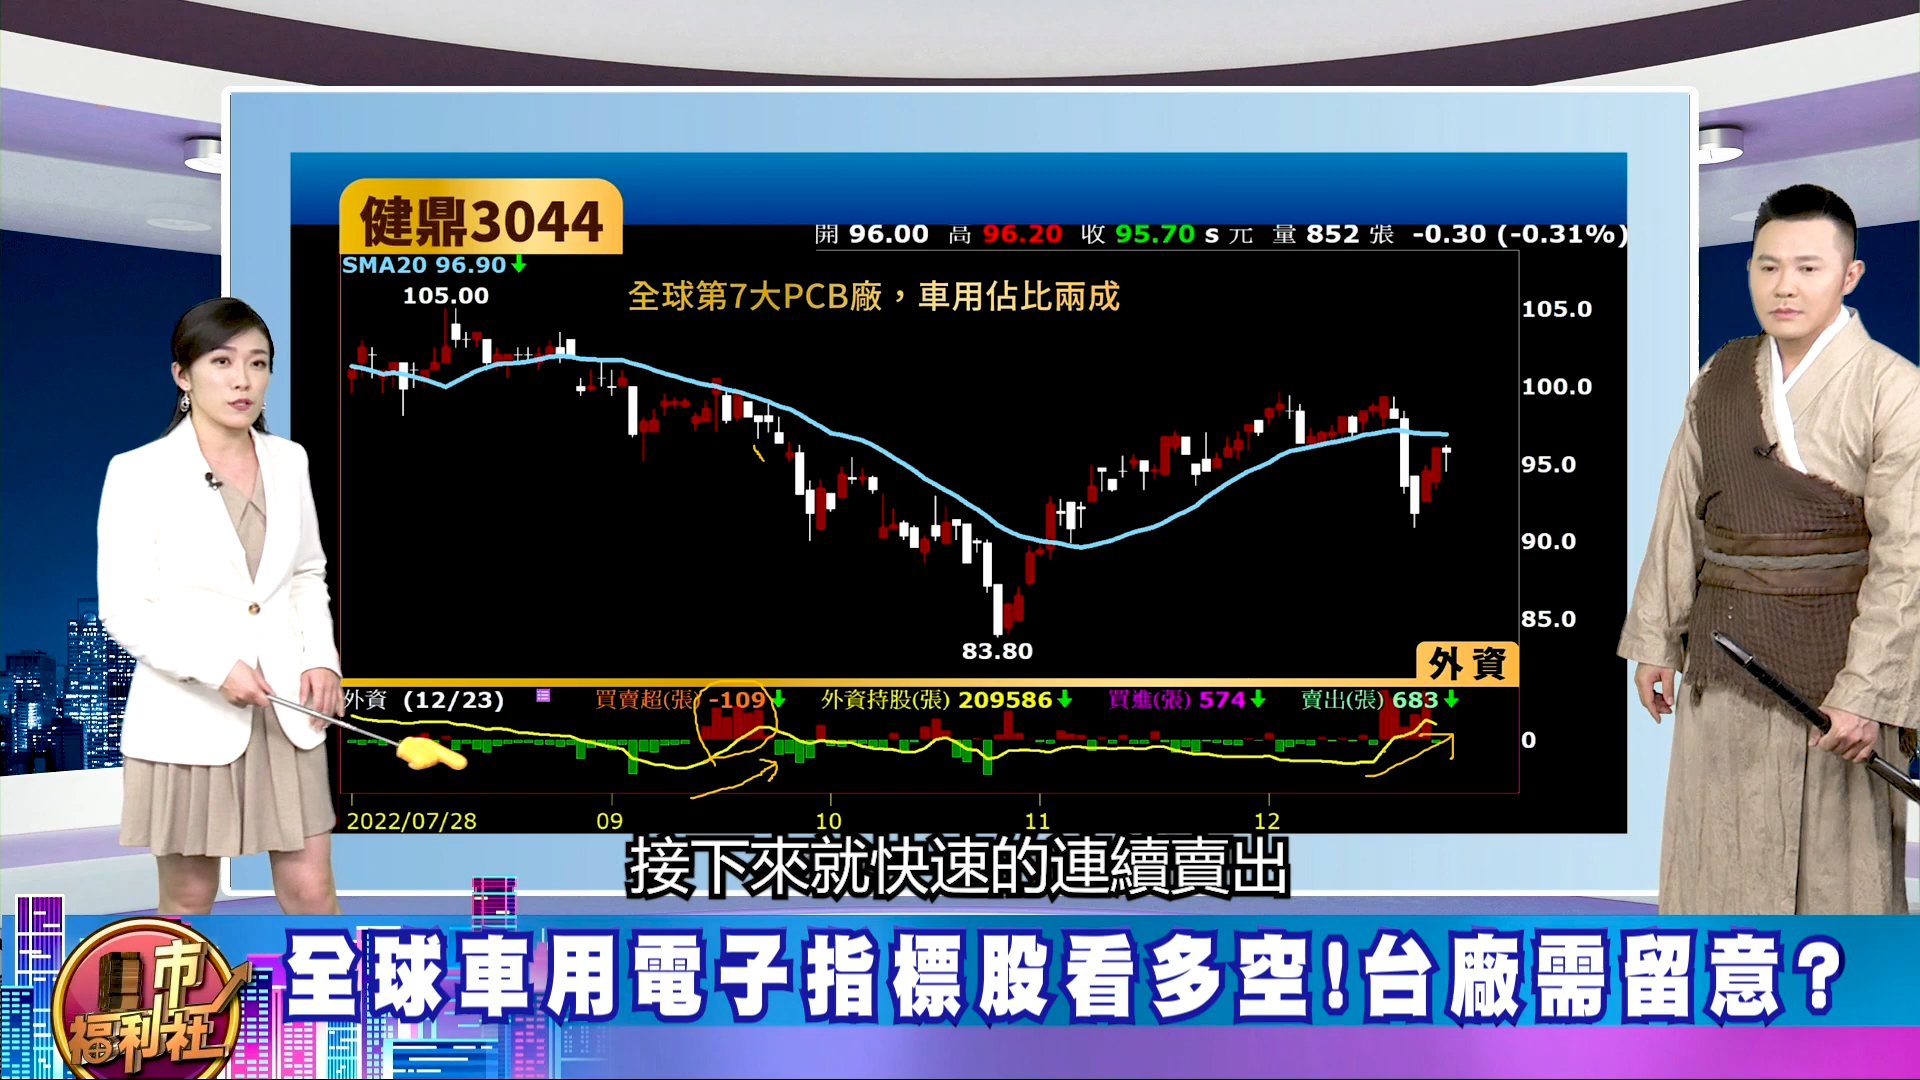 健鼎3044
開 96.00 高 96.20 收 95.70 s 元 量 852 張 -0.30 (-0.31%)
SMA20 96.90
105.00
全球第7大PCB廠，車用佔比兩成
105.0
100.0
95.0
90.0
85.0
83.80
外資
外資 (12/23) 買賣超(張) -109 外資持股(張) 209586 買進(張) 574 賣出(張) 683
0
2022/07/28 09 10 11 12
接下來就快速的連續賣出
全球車用電子指標股看多空!台廠需留意?
市
福利社